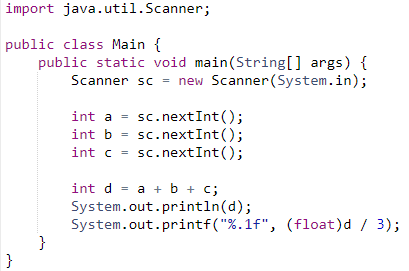 import java.util.Scanner;

public class Main {
    public static void main(String[] args) {
        Scanner sc = new Scanner(System.in);

        int a = sc.nextInt();
        int b = sc.nextInt();
        int c = sc.nextInt();

        int d = a + b + c;
        System.out.println(d);
        System.out.printf("%.1f", (float)d / 3);
    }
}